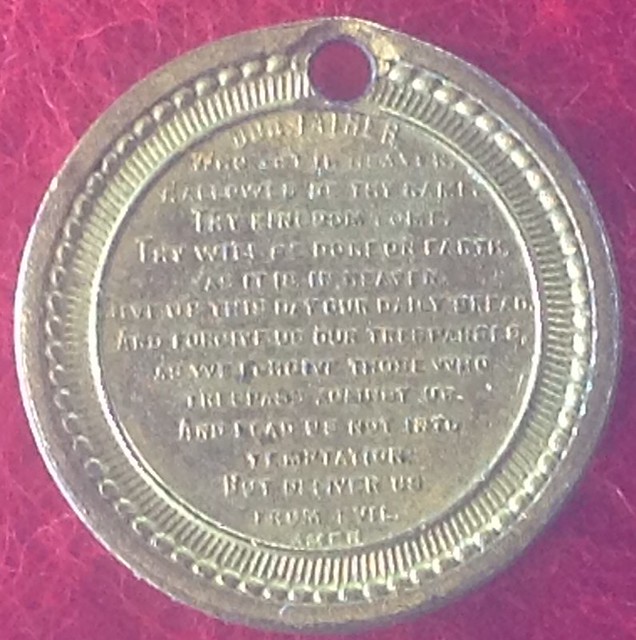 OUR FATHER
WHO ART IN HEAVEN
HALLOWED BE THY NAME.
THY KINGDOM COME.
THY WILL BE DONE ON EARTH,
AS IT IS IN HEAVEN.
GIVE US THIS DAY OUR DAILY BREAD,
AND FORGIVE US OUR TRESPASSES,
AS WE FORGIVE THOSE WHO
TRESPASS AGAINST US.
AND LEAD US NOT INTO
TEMPTATION:
BUT DELIVER US
FROM EVIL.
AMEN